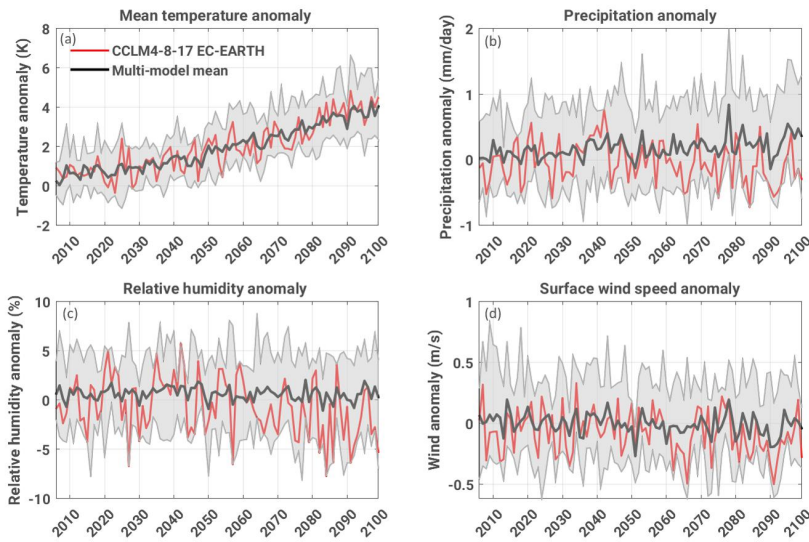 Mean temperature anomaly
(a)
CCLM4-8-17 EC-EARTH
Multi-model mean
Temperature anomaly (K)
8
6
4
2
0
-2
2010 2020 2030 2040 2050 2060 2070 2080 2090 2100
Precipitation anomaly
(b)
Precipitation anomaly (mm/day)
2
1
0
-1
2010 2020 2030 2040 2050 2060 2070 2080 2090 2100
Relative humidity anomaly
(c)
Relative humidity anomaly (%)
10
5
0
-5
-10
2010 2020 2030 2040 2050 2060 2070 2080 2090 2100
Surface wind speed anomaly
(d)
Wind anomaly (m/s)
1
0.5
0
-0.5
2010 2020 2030 2040 2050 2060 2070 2080 2090 2100